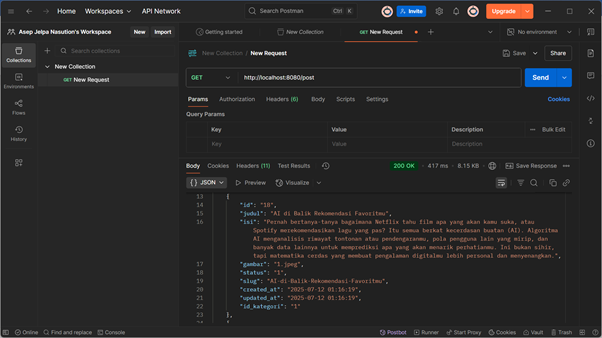 Home Workspaces API Network Search Postman Ctrl K Invite Upgrade
Asep Jelpa Nasution's Workspace New Import Getting started New Collection GET New Request No environment
Collections
Search collections
New Collection / New Request
Save Share
New Collection
GET New Request
GET http://localhost:8080/post Send
Environments
Params Authorization Headers (6) Body Scripts Settings Cookies
Flows
Query Params
Key Value Description Bulk Edit
History
Key Value Description
Body Cookies Headers (11) Test Results 200 OK 417 ms 8.15 KB Save Response
{} JSON Preview Visualize
13 {
14 "id": "18",
15 "judul": "AI di Balik Rekomendasi Favoritmu",
16 "isi": "Pernah bertanya-tanya bagaimana Netflix tahu film apa yang akan kamu suka, atau
Spotify merekomendasikan lagu yang pas? Itu semua berkat kecerdasan buatan (AI). Algoritma
AI menganalisis riwayat tontonan atau pendengaranmu, pola pengguna lain yang mirip, dan
banyak data lainnya untuk memprediksi apa yang akan menarik perhatianmu. Ini bukan sihir,
tapi matematika cerdas yang membuat pengalaman digitalmu lebih personal dan menyenangkan.",
17 "gambar": "1.jpeg",
18 "status": "1",
19 "slug": "AI-di-Balik-Rekomendasi-Favoritmu",
20 "created_at": "2025-07-12 01:16:19",
21 "updated_at": "2025-07-12 01:16:19",
22 "id_kategori": "1"
23 },
24
Online Find and replace Console Postbot Runner Start Proxy Cookies Vault Trash